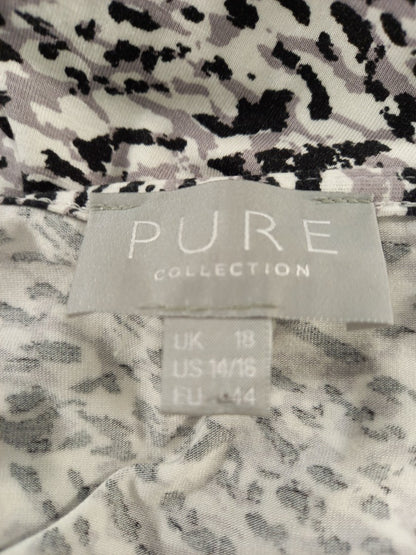 PURE
COLLECTION
UK 18
US 14/16
EU 44